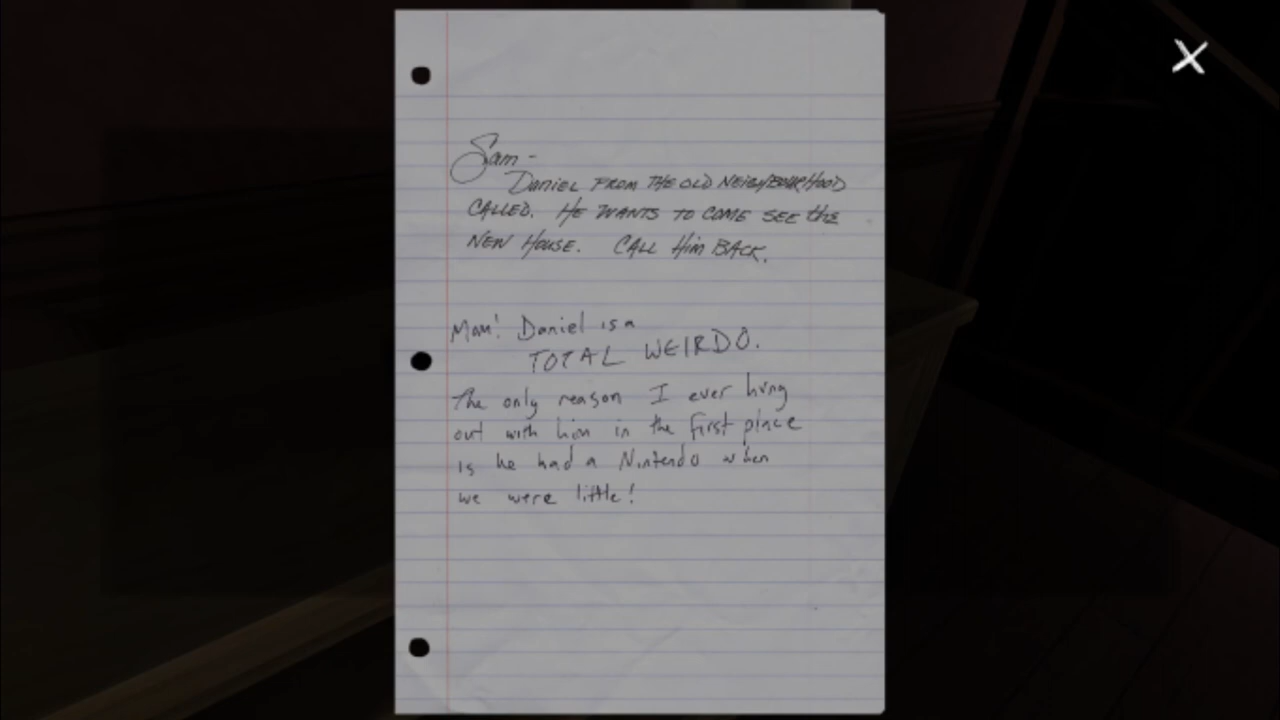 Sam -
DANIEL FROM THE OLD NEIGHBOURHOOD
CALLED. HE WANTS TO COME SEE the
NEW HOUSE. CALL HIM BACK.
Mom! Daniel is a
TOTAL WEIRDO.
The only reason I ever hung
out with him in the first place
is he had a Nintendo when
we were little!